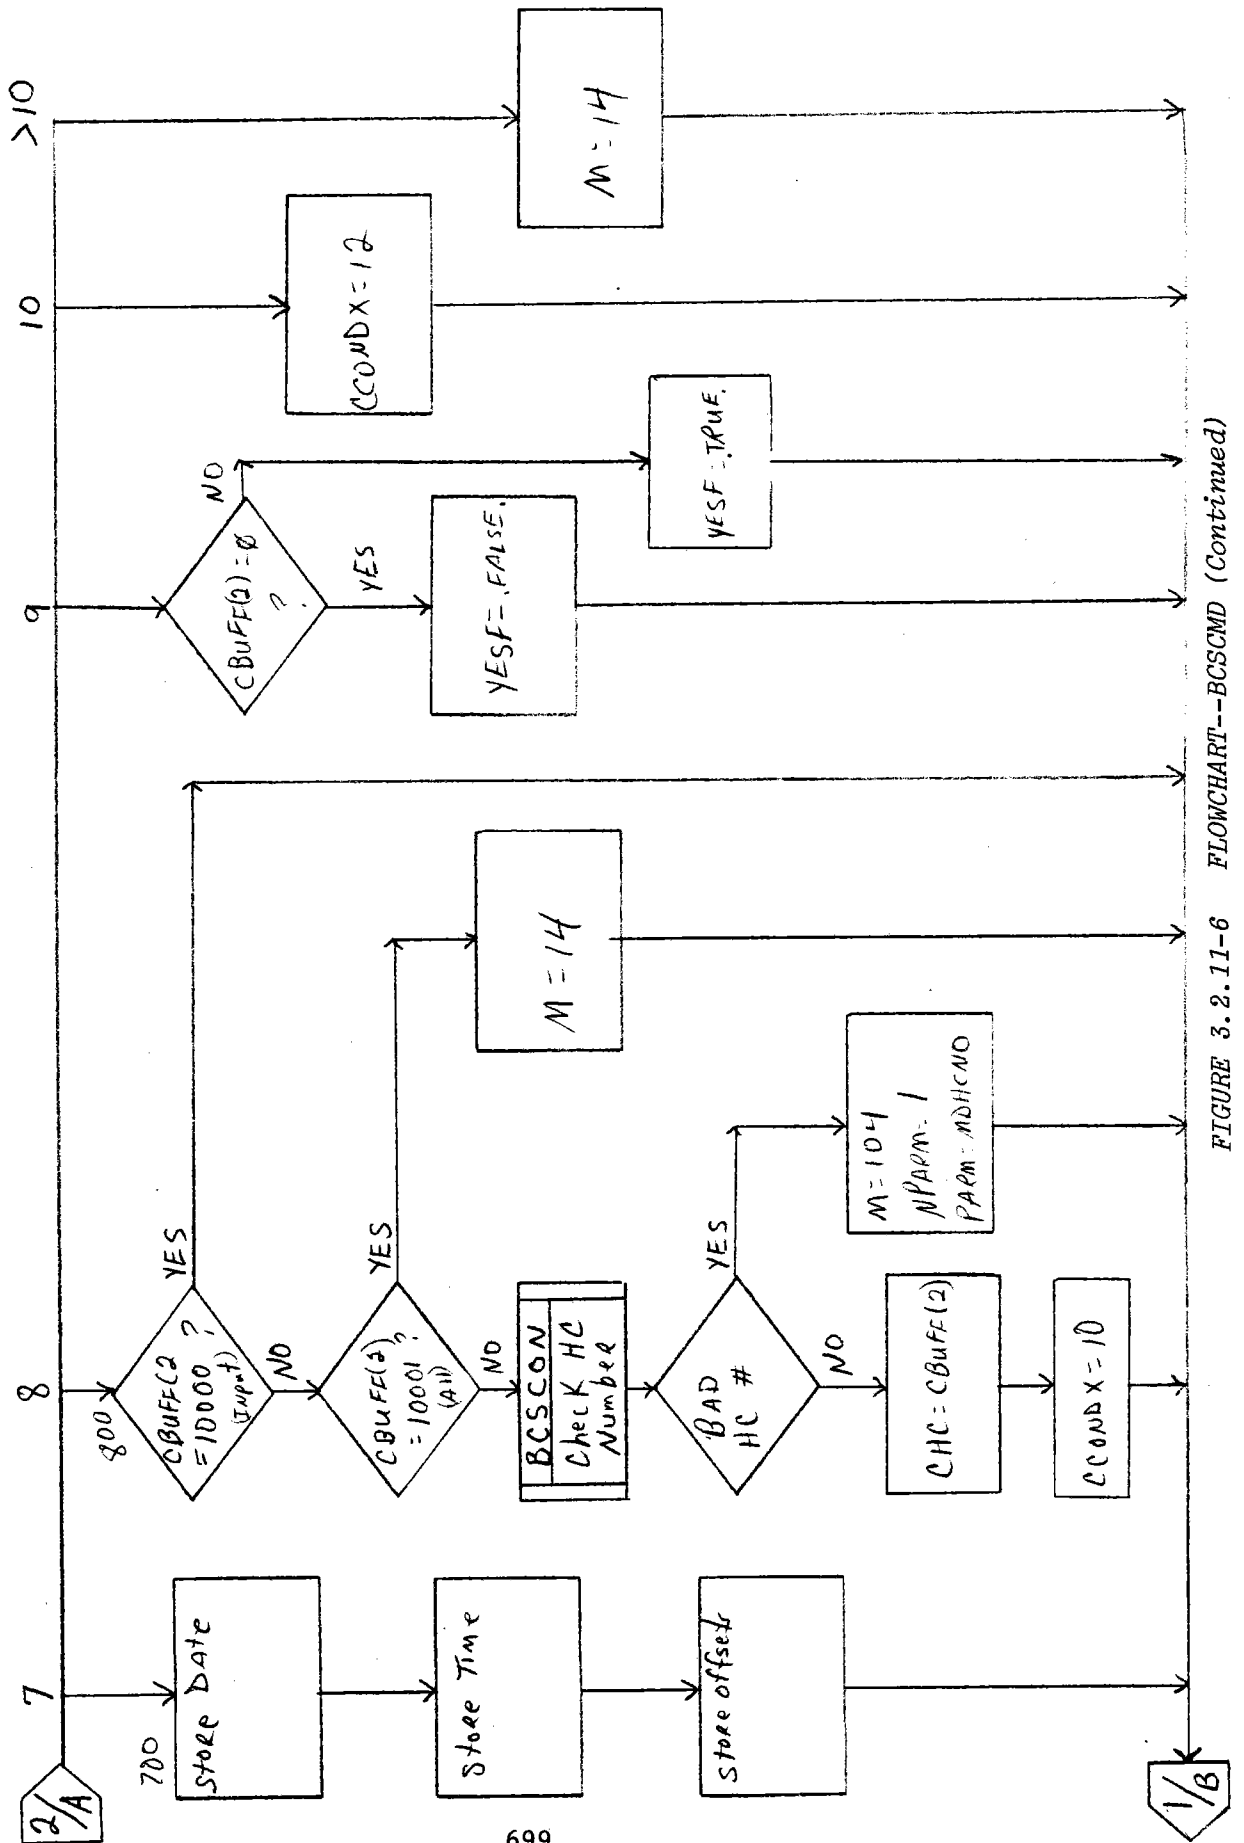 2/A
7
8
9
10
>10
700
Store Date
Store Time
Store offsets
800
CBUFF(2
=10000 ?
(Input)
YES
NO
CBUFF(2) ?
=10001
(All)
YES
NO
BCSCON
Check HC
Number
BAD
HC #
YES
NO
M=104
NPARM=1
PARM=MDHCNO
CHC=CBUFF(2)
CCONDX=10
M=14
CBUFF(2)=Ø
?
NO
YES
YESF=.FALSE.
YESF=.TRUE.
CCONDX=12
M=14
1/B
FIGURE 3.2.11-6 FLOWCHART--BCSCMD (Continued)
699